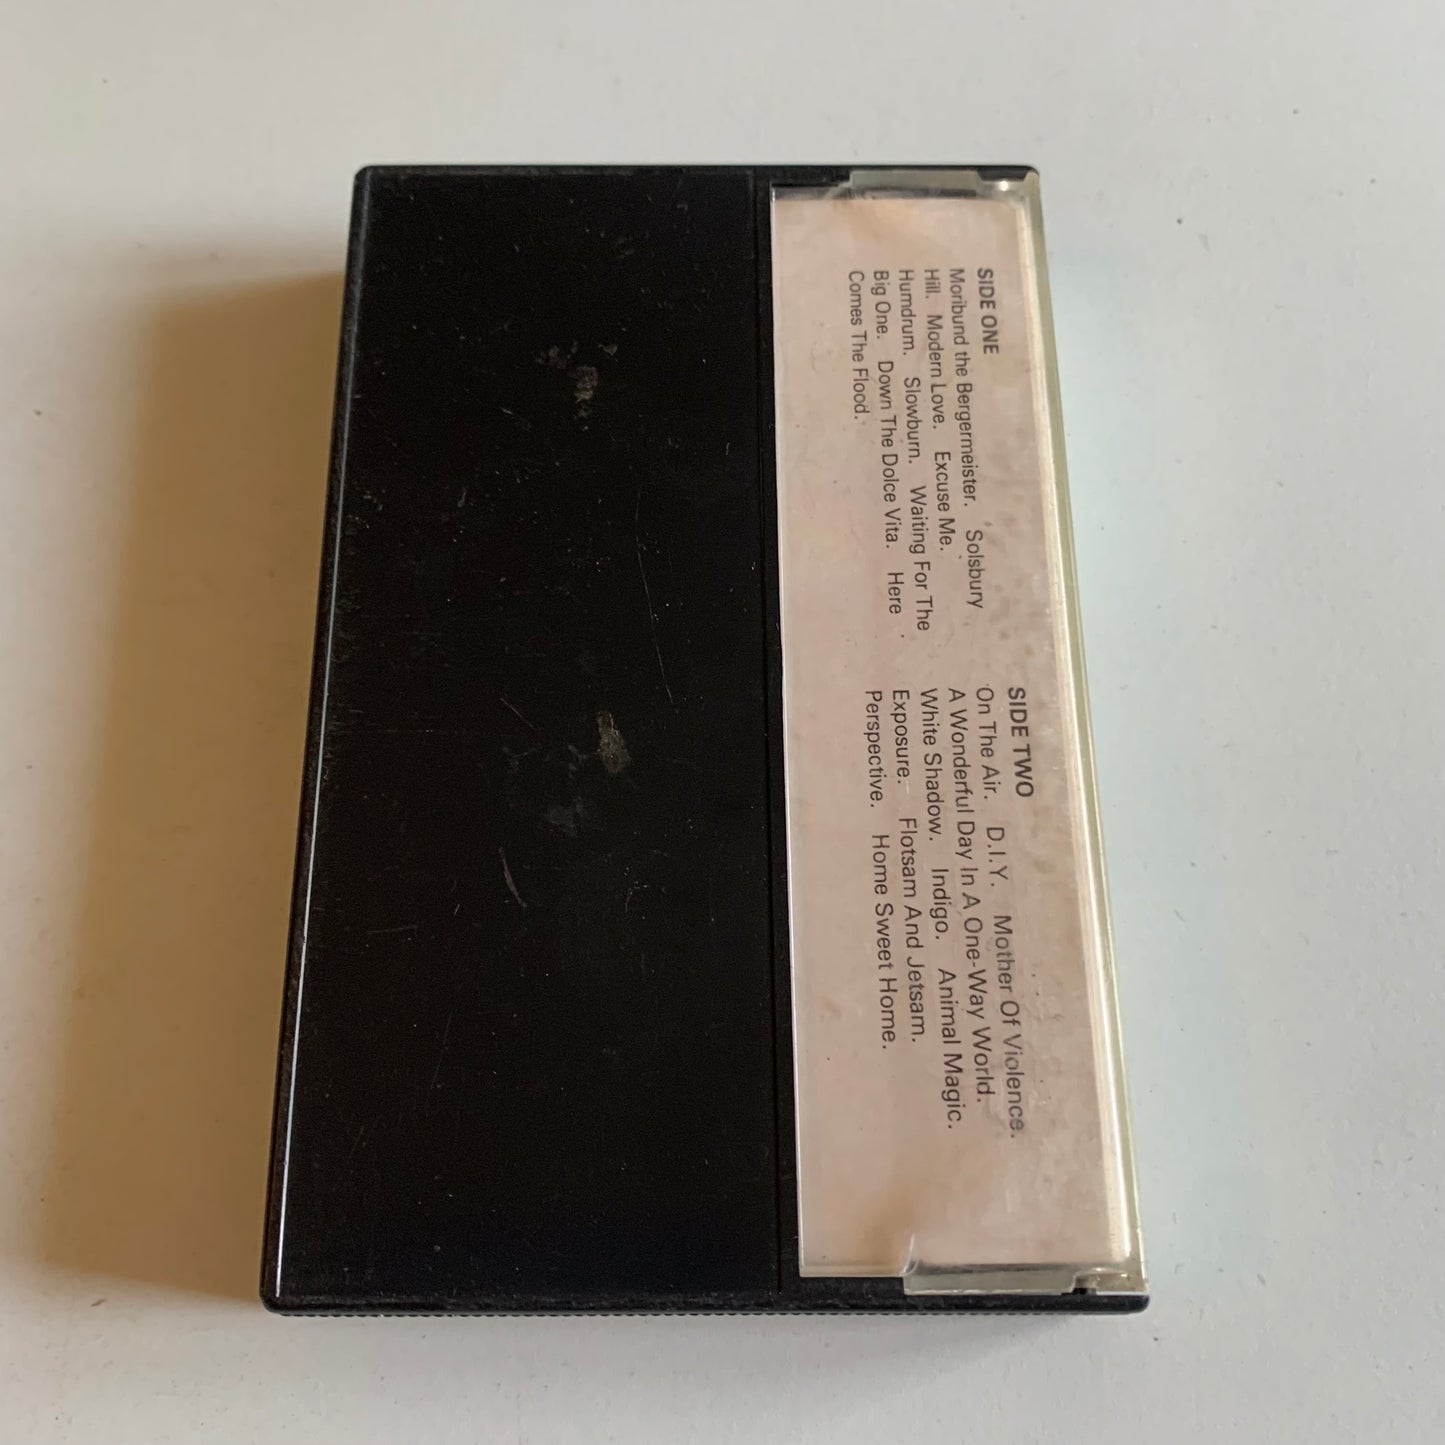 SIDE ONE
Moribund the Bergermeister. Solsbury
Hill. Modern Love. Excuse Me.
Humdrum. Slowburn. Waiting For The
Big One. Down The Dolce Vita. Here
Comes The Flood.
SIDE TWO
On The Air. D.I.Y. Mother Of Violence.
A Wonderful Day In A One-Way World.
White Shadow. Indigo. Animal Magic.
Exposure. Flotsam And Jetsam.
Perspective. Home Sweet Home.